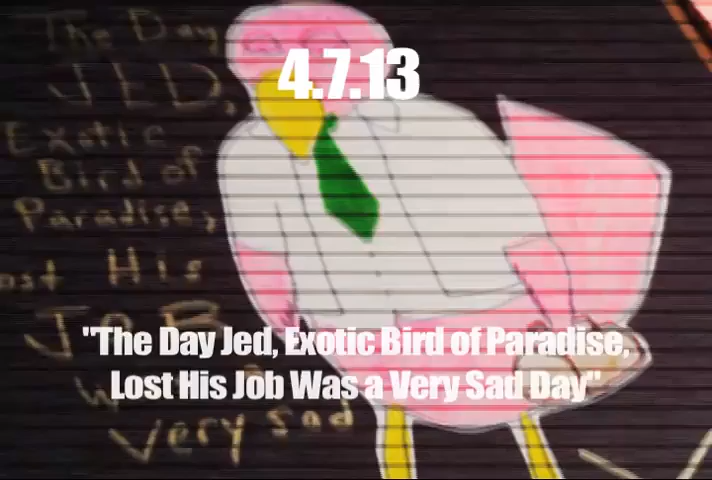 The Day
JED,
Exotic
Bird of
Paradise,
ost His
JOB
very sad
4.7.13
"The Day Jed, Exotic Bird of Paradise,
Lost His Job Was a Very Sad Day"